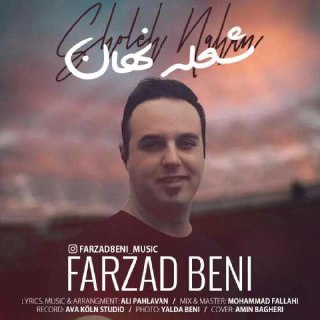 Sholeh Nahan
شعله نهان
FARZADBENI_MUSIC
FARZAD BENI
LYRICS, MUSIC & ARRANGMENT: ALI PAHLAVAN / MIX & MASTER: MOHAMMAD FALLAHI
RECORD: AVA KÖLN STUDIO / PHOTO: YALDA BENI / COVER: AMIN BAGHERI